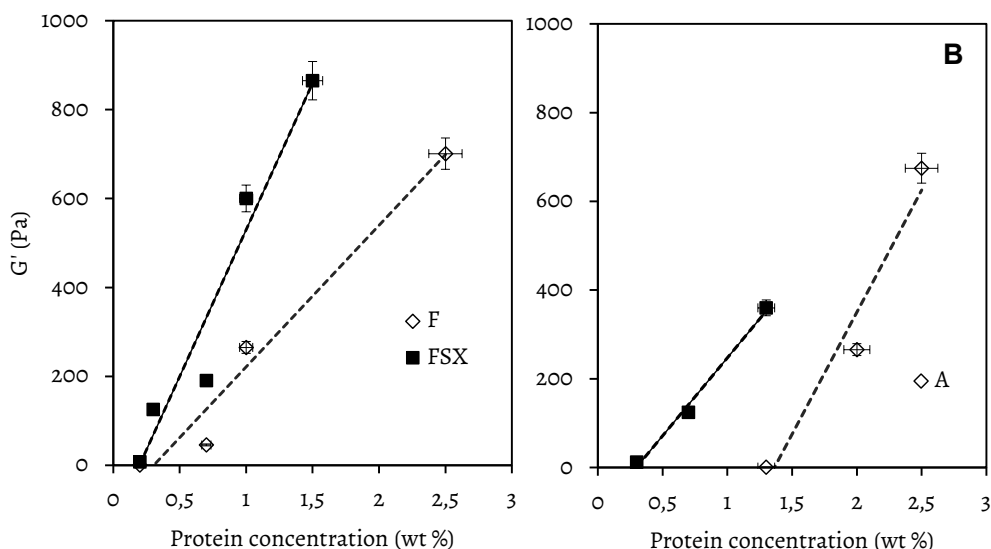 1000
800
600
400
200
0
G' (Pa)
F
FSX
0 0,5 1 1,5 2 2,5 3
Protein concentration (wt %)
B
1000
800
600
400
200
0
A
0 0,5 1 1,5 2 2,5 3
Protein concentration (wt %)